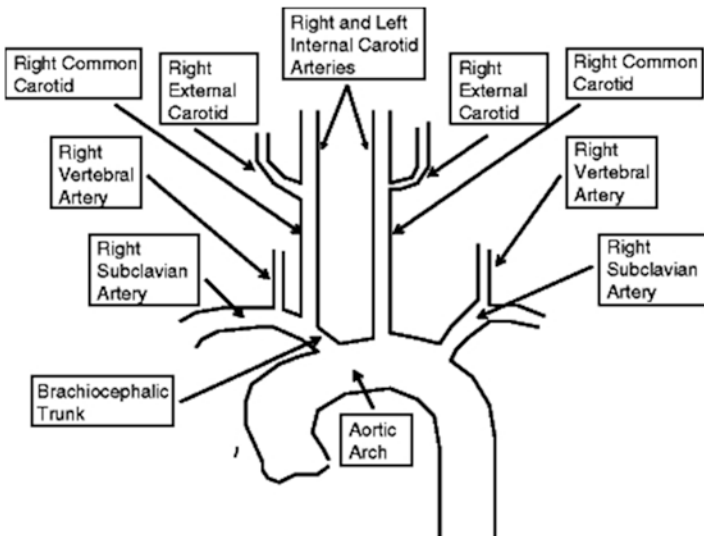 Right and Left
Internal Carotid
Arteries
Right Common
Carotid
Right
External
Carotid
Right
External
Carotid
Right Common
Carotid
Right
Vertebral
Artery
Right
Vertebral
Artery
Right
Subclavian
Artery
Right
Subclavian
Artery
Brachiocephalic
Trunk
Aortic
Arch